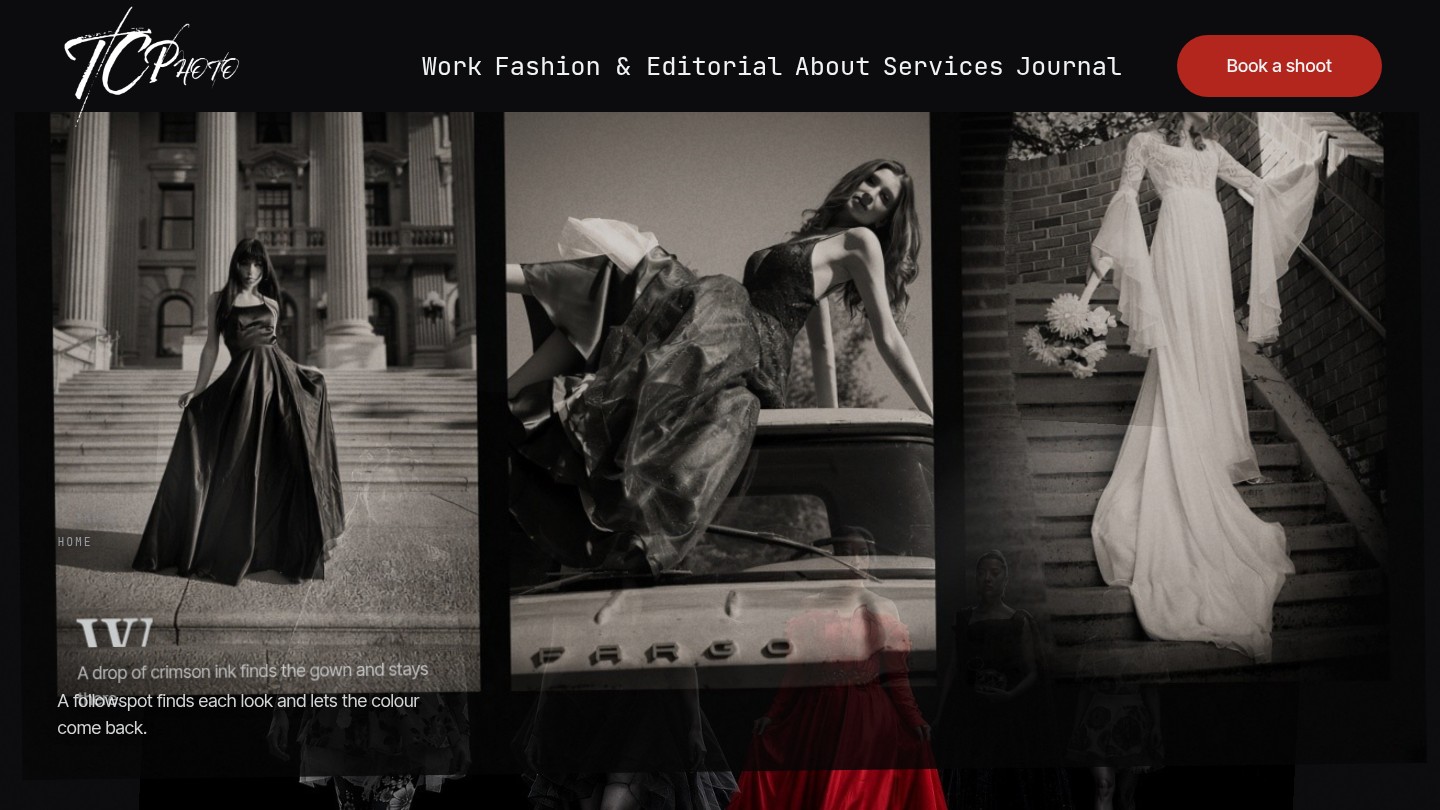 TCPHOTO
Work Fashion & Editorial About Services Journal
Book a shoot
HOME
W
A drop of crimson ink finds the gown and stays
A followspot finds each look and lets the colour
come back.
FARGO